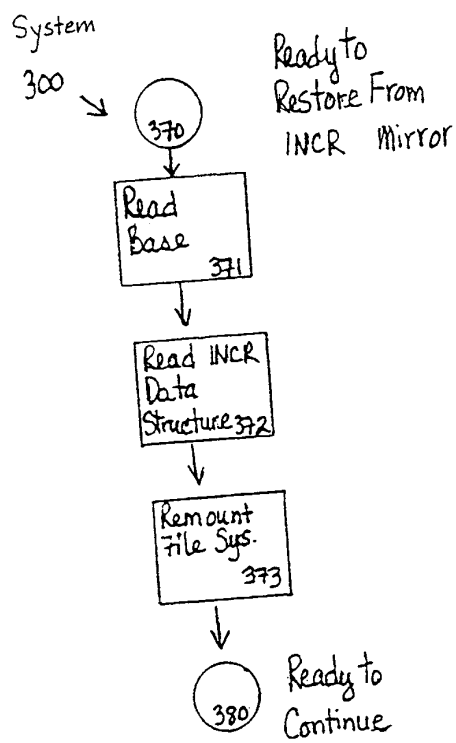 System
300
Ready to
Restore From
INCR Mirror
370
Read
Base
371
Read INCR
Data
Structure 372
Remount
File Sys.
373
380
Ready to
Continue